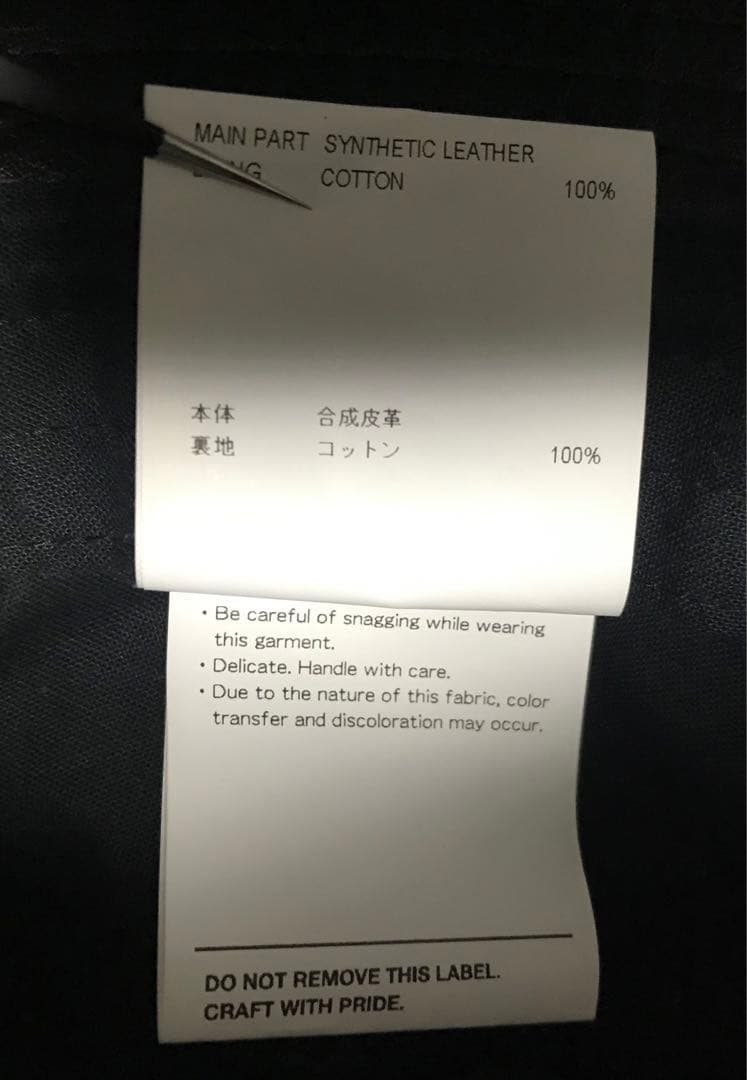 MAIN PART SYNTHETIC LEATHER
COTTON 100%
本体 合成皮革
裏地 コットン 100%
・Be careful of snagging while wearing
this garment.
・Delicate. Handle with care.
・Due to the nature of this fabric, color
transfer and discoloration may occur.
DO NOT REMOVE THIS LABEL.
CRAFT WITH PRIDE.